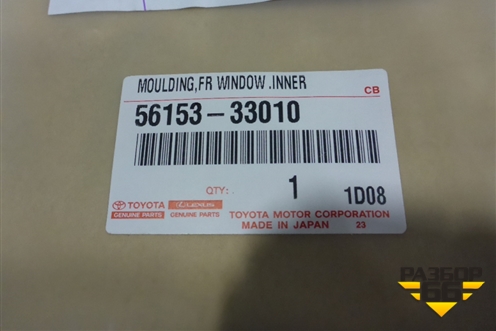 MOULDING,FR WINDOW .INNER
CB
56153-33010
QTY:.
1
1D08
TOYOTA
GENUINE PARTS
LEXUS
GENUINE PARTS
TOYOTA MOTOR CORPORATION
MADE IN JAPAN 23
РАЗБОР
66